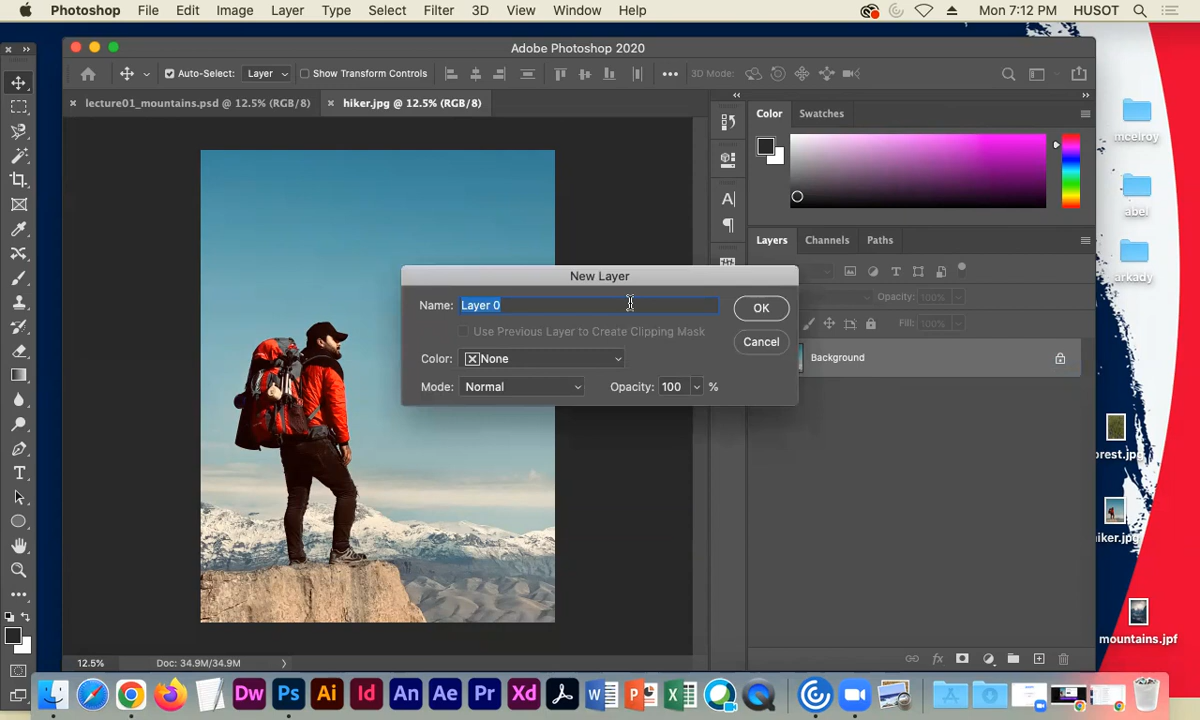 Photoshop File Edit Image Layer Type Select Filter 3D View Window Help Mon 7:12 PM HUSOT
Adobe Photoshop 2020
Auto-Select: Layer Show Transform Controls 3D Mode:
lecture01_mountains.psd @ 12.5% (RGB/8) hiker.jpg @ 12.5% (RGB/8)
Color Swatches
mcelroy
abel
arkady
Layers Channels Paths
New Layer
Name: Layer 0 OK
Use Previous Layer to Create Clipping Mask
Cancel
Color: None
Mode: Normal Opacity: 100 %
Opacity: 100%
Fill: 100%
Background
orest.jpg
hiker.jpg
mountains.jpf
12.5% Doc: 34.9M/34.9M
fx
Dw Ps Ai Id An Ae Pr Xd W P X